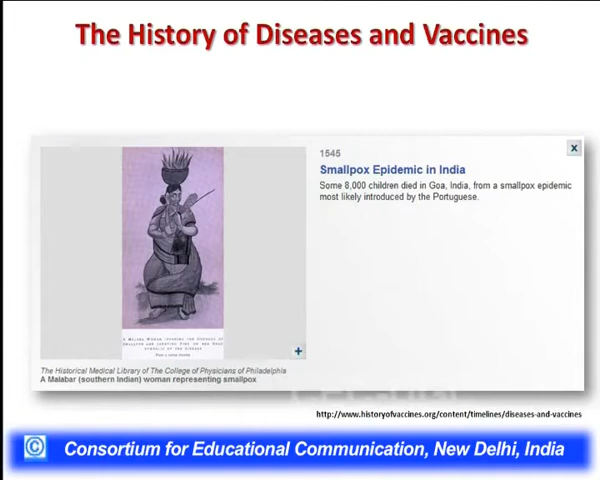 The History of Diseases and Vaccines
x
1545
Smallpox Epidemic in India
Some 8,000 children died in Goa, India, from a smallpox epidemic
most likely introduced by the Portuguese.
+
The Historical Medical Library of The College of Physicians of Philadelphia
A Malabar (southern Indian) woman representing smallpox
http://www.historyofvaccines.org/content/timelines/diseases-and-vaccines
© Consortium for Educational Communication, New Delhi, India